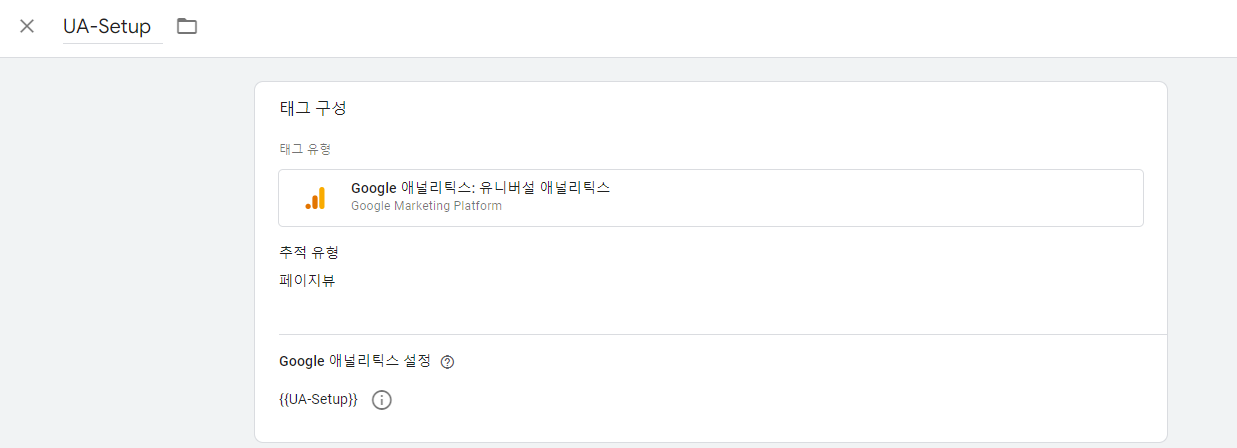 UA-Setup
태그 구성
태그 유형
Google 애널리틱스: 유니버설 애널리틱스
Google Marketing Platform
추적 유형
페이지뷰
Google 애널리틱스 설정
{{UA-Setup}}